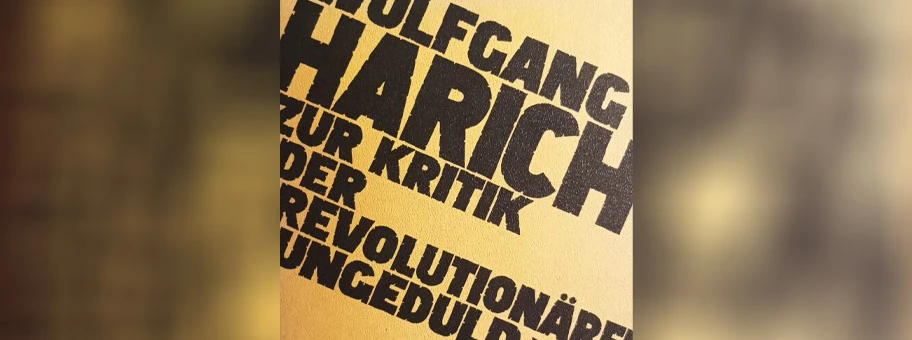 WOLFGANG
HARICH
ZUR KRITIK
DER
REVOLUTIONÄREN
UNGEDULD